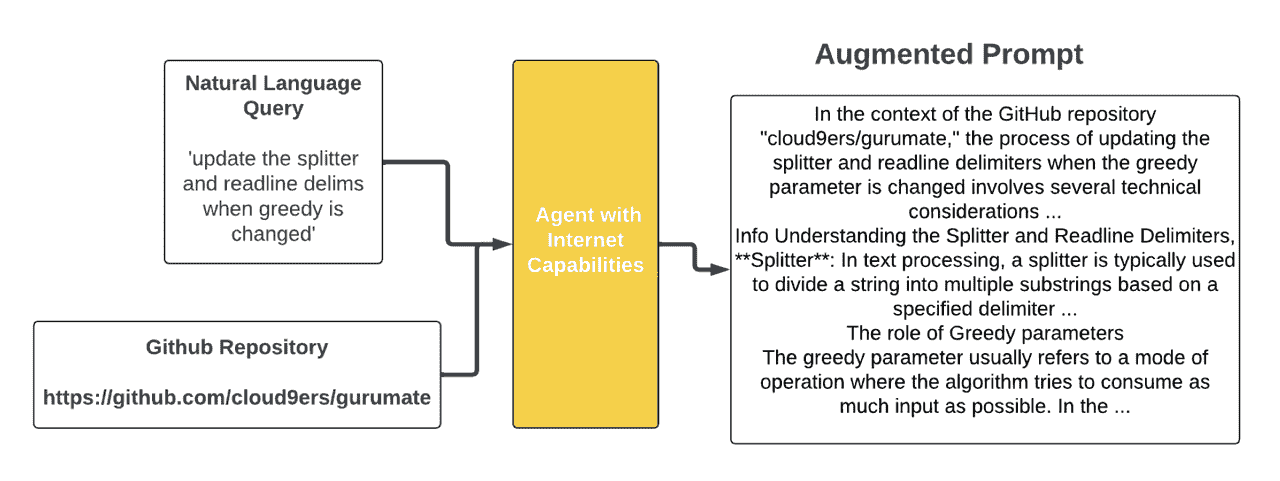 Natural Language
Query
'update the splitter
and readline delims
when greedy is
changed'
Github Repository
https://github.com/cloud9ers/gurumate
Agent with
Internet
Capabilities
Augmented Prompt
In the context of the GitHub repository
"cloud9ers/gurumate," the process of updating the
splitter and readline delimiters when the greedy
parameter is changed involves several technical
considerations ...
Info Understanding the Splitter and Readline Delimiters,
**Splitter**: In text processing, a splitter is typically used
to divide a string into multiple substrings based on a
specified delimiter ...
The role of Greedy parameters
The greedy parameter usually refers to a mode of
operation where the algorithm tries to consume as
much input as possible. In the ...